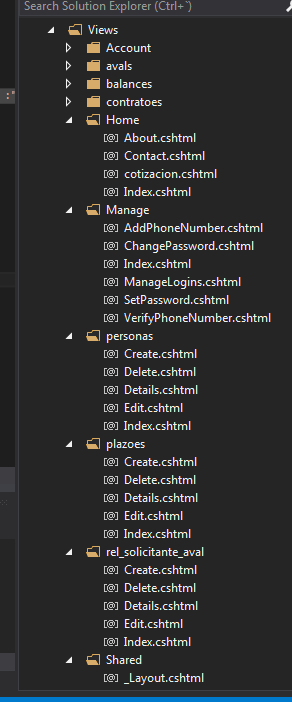 Search Solution Explorer (Ctrl+¨)
Views
Account
avals
balances
contratoes
Home
About.cshtml
Contact.cshtml
cotizacion.cshtml
Index.cshtml
Manage
AddPhoneNumber.cshtml
ChangePassword.cshtml
Index.cshtml
ManageLogins.cshtml
SetPassword.cshtml
VerifyPhoneNumber.cshtml
personas
Create.cshtml
Delete.cshtml
Details.cshtml
Edit.cshtml
Index.cshtml
plazoes
Create.cshtml
Delete.cshtml
Details.cshtml
Edit.cshtml
Index.cshtml
rel_solicitante_aval
Create.cshtml
Delete.cshtml
Details.cshtml
Edit.cshtml
Index.cshtml
Shared
_Layout.cshtml